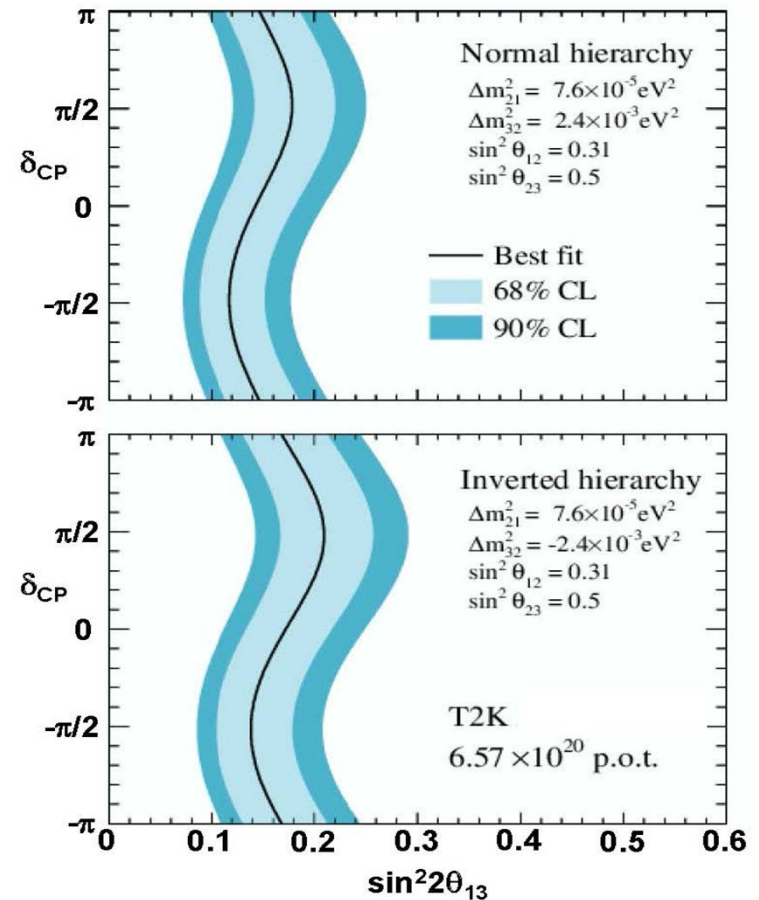 π
π/2
δCP
0
-π/2
-π
Normal hierarchy
Δm²₂₁ = 7.6×10⁻⁵eV²
Δm²₃₂ = 2.4×10⁻³eV²
sin² θ₁₂ = 0.31
sin² θ₂₃ = 0.5
Best fit
68% CL
90% CL
π
π/2
δCP
0
-π/2
-π
Inverted hierarchy
Δm²₂₁ = 7.6×10⁻⁵eV²
Δm²₃₂ = -2.4×10⁻³eV²
sin² θ₁₂ = 0.31
sin² θ₂₃ = 0.5
T2K
6.57 ×10²⁰ p.o.t.
0 0.1 0.2 0.3 0.4 0.5 0.6
sin²2θ₁₃